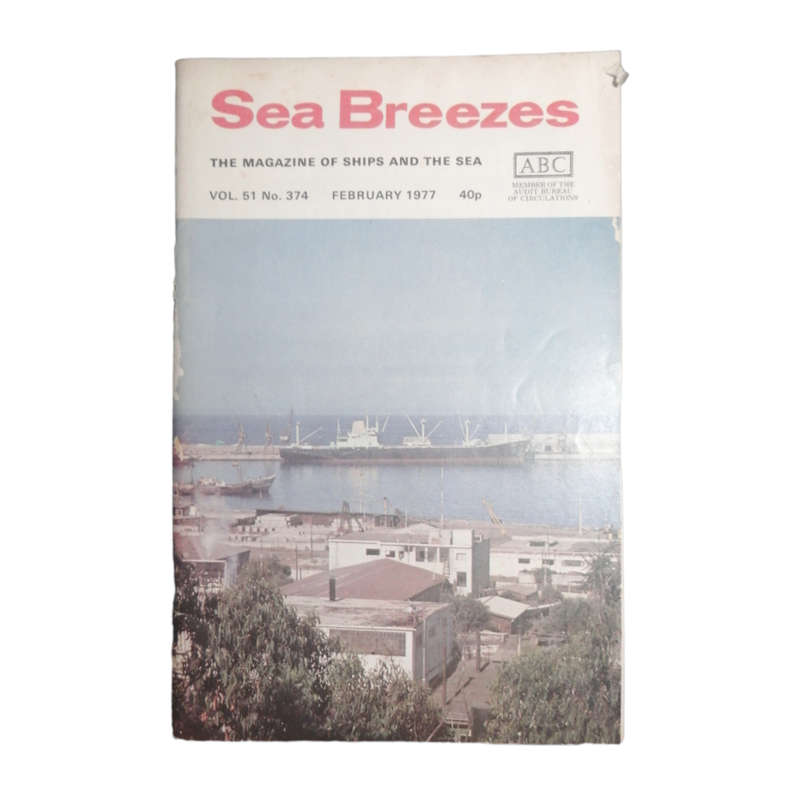 Sea Breezes
THE MAGAZINE OF SHIPS AND THE SEA
ABC
VOL. 51 No. 374 FEBRUARY 1977 40p
MEMBER OF THE
AUDIT BUREAU
OF CIRCULATIONS